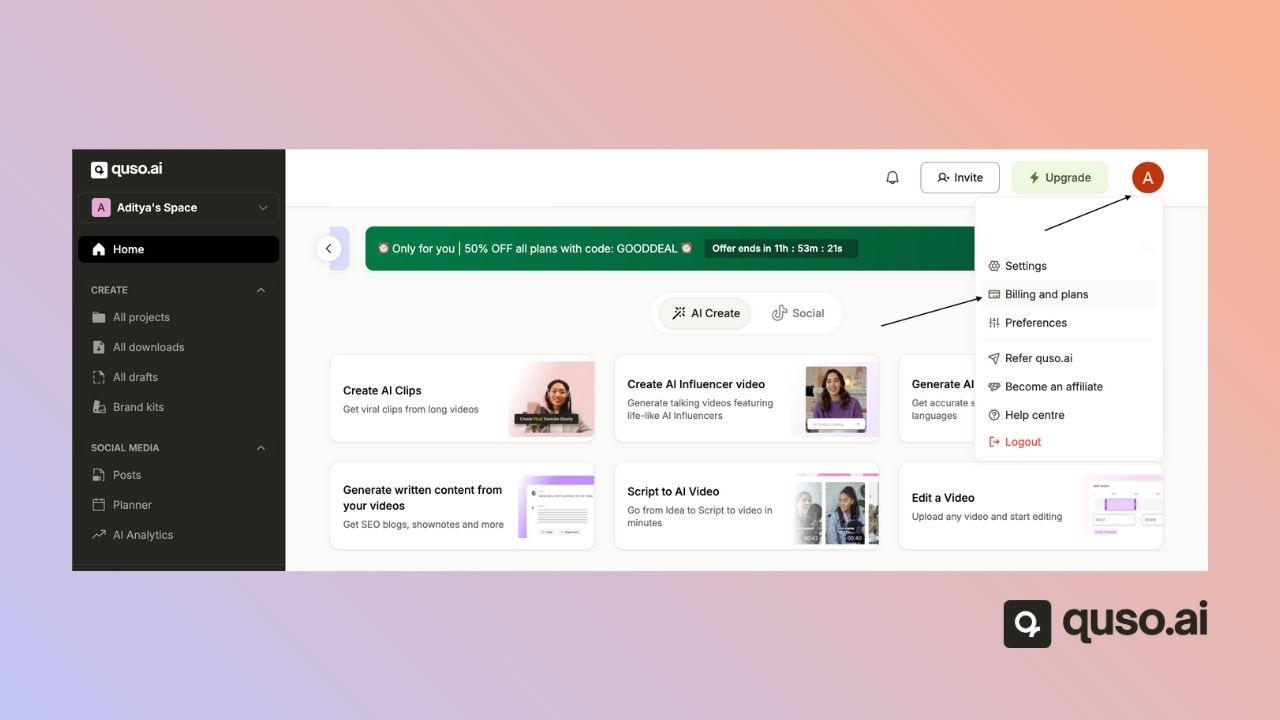 quso.ai
A Aditya's Space
Home
CREATE
All projects
All downloads
All drafts
Brand kits
SOCIAL MEDIA
Posts
Planner
AI Analytics
Invite
Upgrade
A
Only for you | 50% OFF all plans with code: GOODDEAL
Offer ends in 11h : 53m : 21s
AI Create
Social
Settings
Billing and plans
Preferences
Refer quso.ai
Become an affiliate
Help centre
Logout
Create AI Clips
Get viral clips from long videos
Create Viral Youtube Shorts
Create AI Influencer video
Generate talking videos featuring
life-like AI Influencers
Generate AI
Get accurate s
languages
Generate written content from
your videos
Get SEO blogs, shownotes and more
Script to AI Video
Go from Idea to Script to video in
minutes
00:42
00:40
Edit a Video
Upload any video and start editing
quso.ai